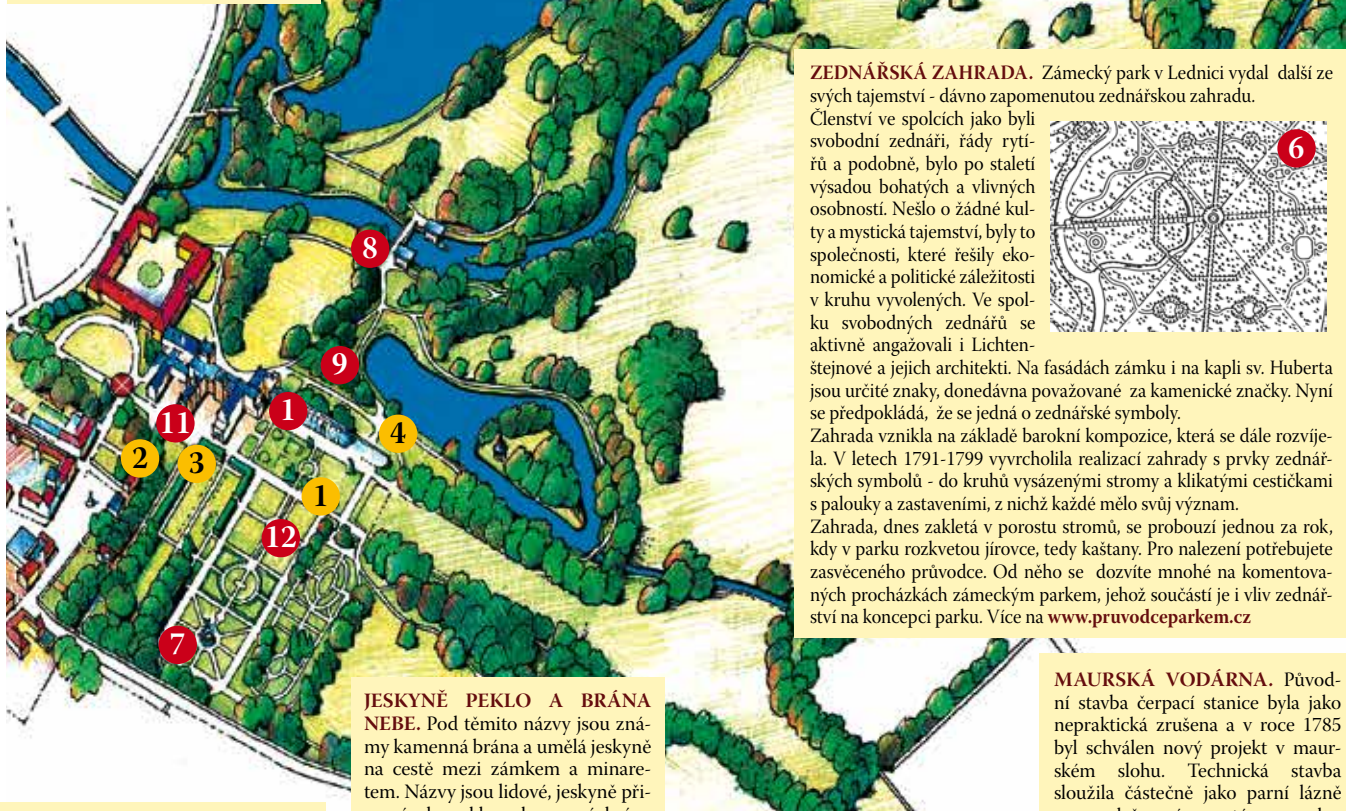 ZEDNÁŘSKÁ ZAHRADA. Zámecký park v Lednici vydal další ze
svých tajemství - dávno zapomenutou zednářskou zahradu.
Členství ve spolcích jako byli
svobodní zednáři, řády rytí-
řů a podobně, bylo po staletí
výsadou bohatých a vlivných
osobností. Nešlo o žádné kul-
ty a mystická tajemství, byly to
společnosti, které řešily eko-
nomické a politické záležitosti
v kruhu vyvolených. Ve spol-
ku svobodných zednářů se
aktivně angažovali i Lichten-
štejnové a jejich architekti. Na fasádách zámku i na kapli sv. Huberta
jsou určité znaky, donedávna považované za kamenické značky. Nyní
se předpokládá, že se jedná o zednářské symboly.
Zahrada vznikla na základě barokní kompozice, která se dále rozvíje-
la. V letech 1791-1799 vyvrcholila realizací zahrady s prvky zednář-
ských symbolů - do kruhů vysázenými stromy a klikatými cestičkami
s palouky a zastaveními, z nichž každé mělo svůj význam.
Zahrada, dnes zakletá v porostu stromů, se probouzí jednou za rok,
kdy v parku rozkvetou jírovce, tedy kaštany. Pro nalezení potřebujete
zasvěceného průvodce. Od něho se dozvíte mnohé na komentova-
ných procházkách zámeckým parkem, jehož součástí je i vliv zednář-
ství na koncepci parku. Více na www.pruvodceparkem.cz
6
8
9
1
11
4
2
3
1
12
7
JESKYNĚ PEKLO A BRÁNA
NEBE. Pod těmito názvy jsou zná-
my kamenná brána a umělá jeskyně
na cestě mezi zámkem a minare-
tem. Názvy jsou lidové, jeskyně při-
MAURSKÁ VODÁRNA. Původ-
ní stavba čerpací stanice byla jako
nepraktická zrušena a v roce 1785
byl schválen nový projekt v maur-
ském slohu. Technická stavba
sloužila částečně jako parní lázně